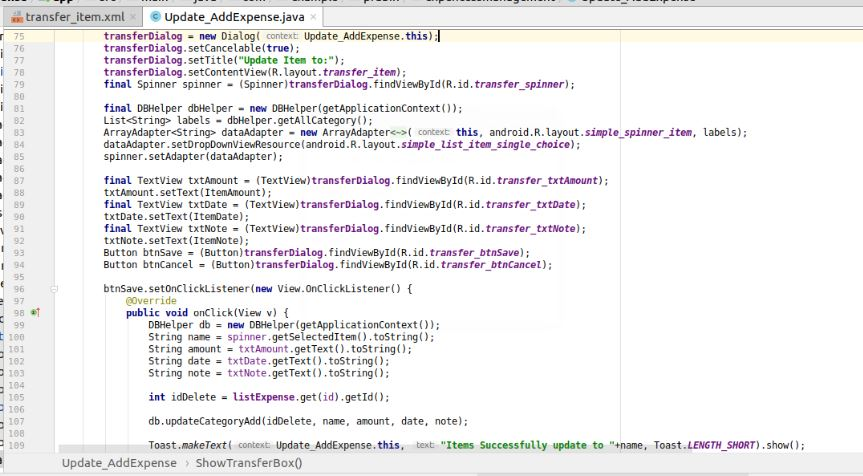 transfer_item.xml × Update_AddExpense.java ×
75 transferDialog = new Dialog( context: Update_AddExpense.this);
76 transferDialog.setCancelable(true);
77 transferDialog.setTitle("Update Item to:");
78 transferDialog.setContentView(R.layout.transfer_item);
79 final Spinner spinner = (Spinner)transferDialog.findViewById(R.id.transfer_spinner);
80
81 final DBHelper dbHelper = new DBHelper(getApplicationContext());
82 List<String> labels = dbHelper.getAllCategory();
83 ArrayAdapter<String> dataAdapter = new ArrayAdapter<~>( context: this, android.R.layout.simple_spinner_item, labels);
84 dataAdapter.setDropDownViewResource(android.R.layout.simple_list_item_single_choice);
85 spinner.setAdapter(dataAdapter);
86
87 final TextView txtAmount = (TextView)transferDialog.findViewById(R.id.transfer_txtAmount);
88 txtAmount.setText(ItemAmount);
89 final TextView txtDate = (TextView)transferDialog.findViewById(R.id.transfer_txtDate);
90 txtDate.setText(ItemDate);
91 final TextView txtNote = (TextView)transferDialog.findViewById(R.id.transfer_txtNote);
92 txtNote.setText(ItemNote);
93 Button btnSave = (Button)transferDialog.findViewById(R.id.transfer_btnSave);
94 Button btnCancel = (Button)transferDialog.findViewById(R.id.transfer_btnCancel);
95
96 btnSave.setOnClickListener(new View.OnClickListener() {
97 @Override
98 public void onClick(View v) {
99 DBHelper db = new DBHelper(getApplicationContext());
100 String name = spinner.getSelectedItem().toString();
101 String amount = txtAmount.getText().toString();
102 String date = txtDate.getText().toString();
103 String note = txtNote.getText().toString();
104
105 int idDelete = listExpense.get(id).getId();
106
107 db.updateCategoryAdd(idDelete, name, amount, date, note);
108
109 Toast.makeText( context: Update_AddExpense.this, text: "Items Successfully update to "+name, Toast.LENGTH_SHORT).show();
Update_AddExpense › ShowTransferBox()